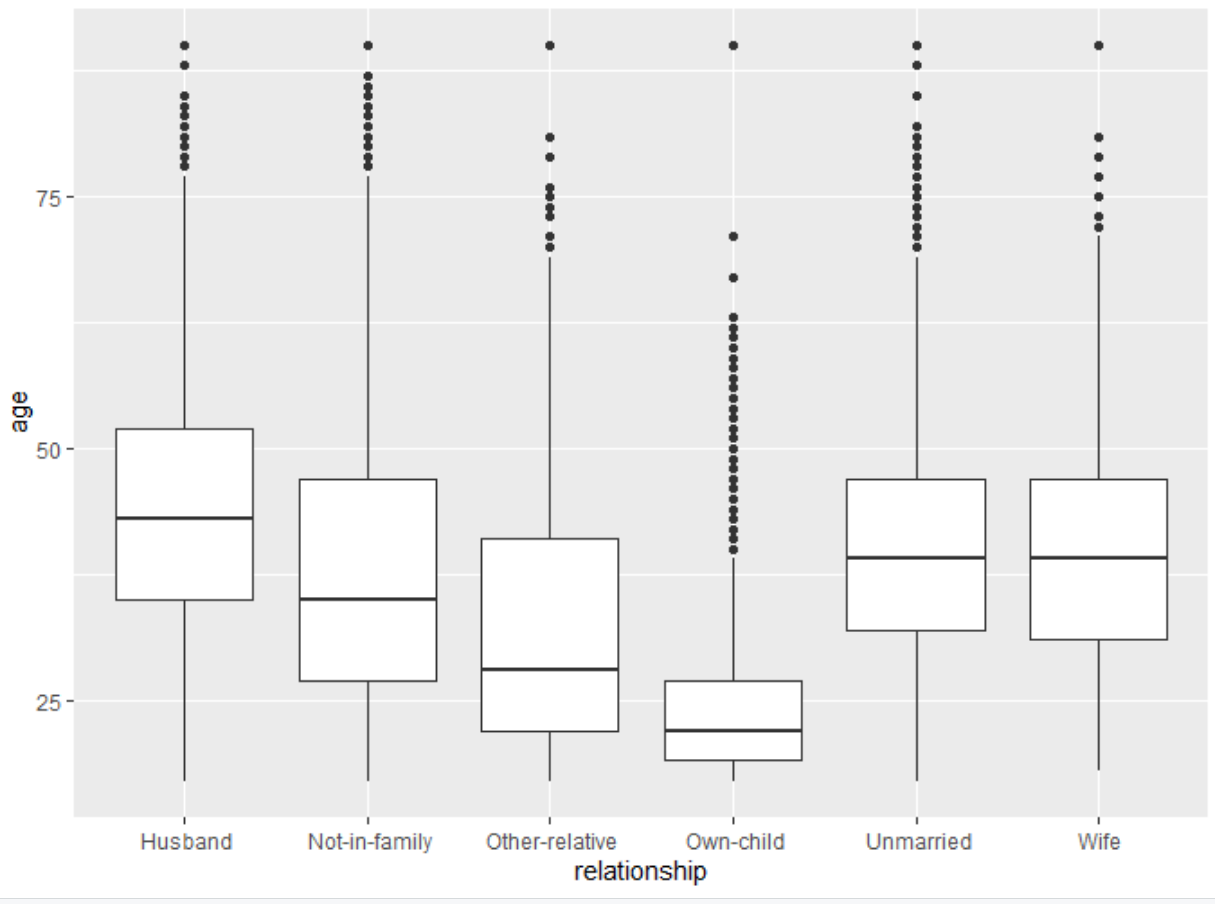 75
50
25
age
Husband
Not-in-family
Other-relative
Own-child
Unmarried
Wife
relationship